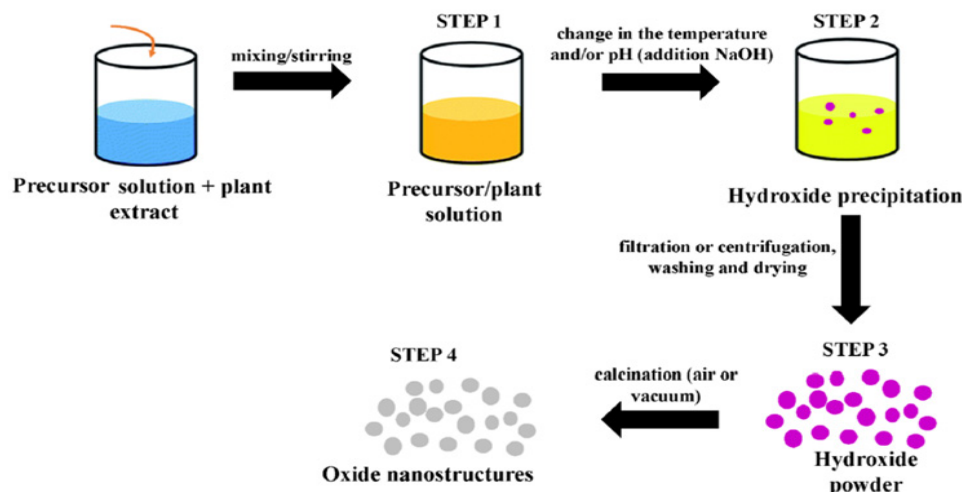 Precursor solution + plant
extract
mixing/stirring
STEP 1
Precursor/plant
solution
change in the temperature
and/or pH (addition NaOH)
STEP 2
Hydroxide precipitation
filtration or centrifugation,
washing and drying
STEP 3
Hydroxide
powder
calcination (air or
vacuum)
STEP 4
Oxide nanostructures